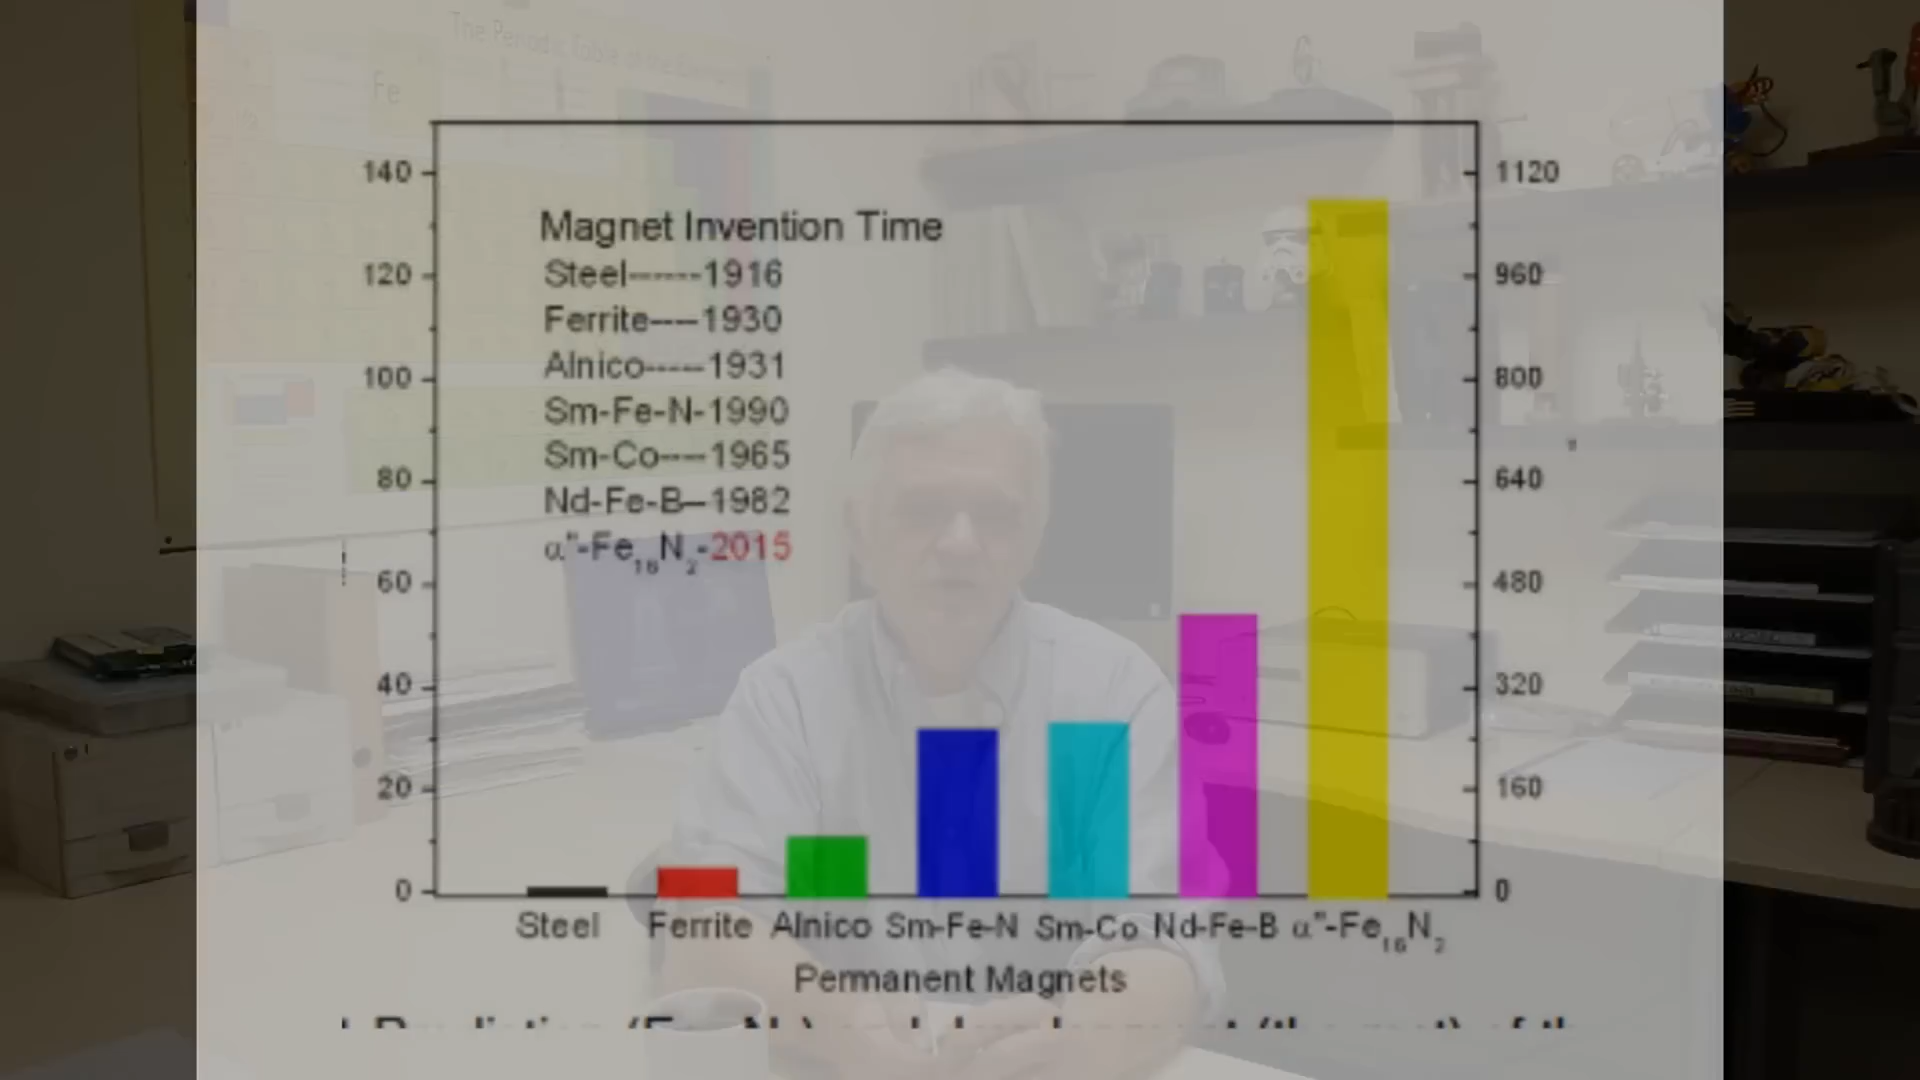 The Periodic Table of the
Fe
140
120
100
80
60
40
20
0
Magnet Invention Time
Steel------1916
Ferrite----1930
Alnico-----1931
Sm-Fe-N-1990
Sm-Co----1965
Nd-Fe-B--1982
α"-Fe₁₆N₂-2015
1120
960
800
640
480
320
160
0
Steel Ferrite Alnico Sm-Fe-N Sm-Co Nd-Fe-B α"-Fe₁₆N₂
Permanent Magnets